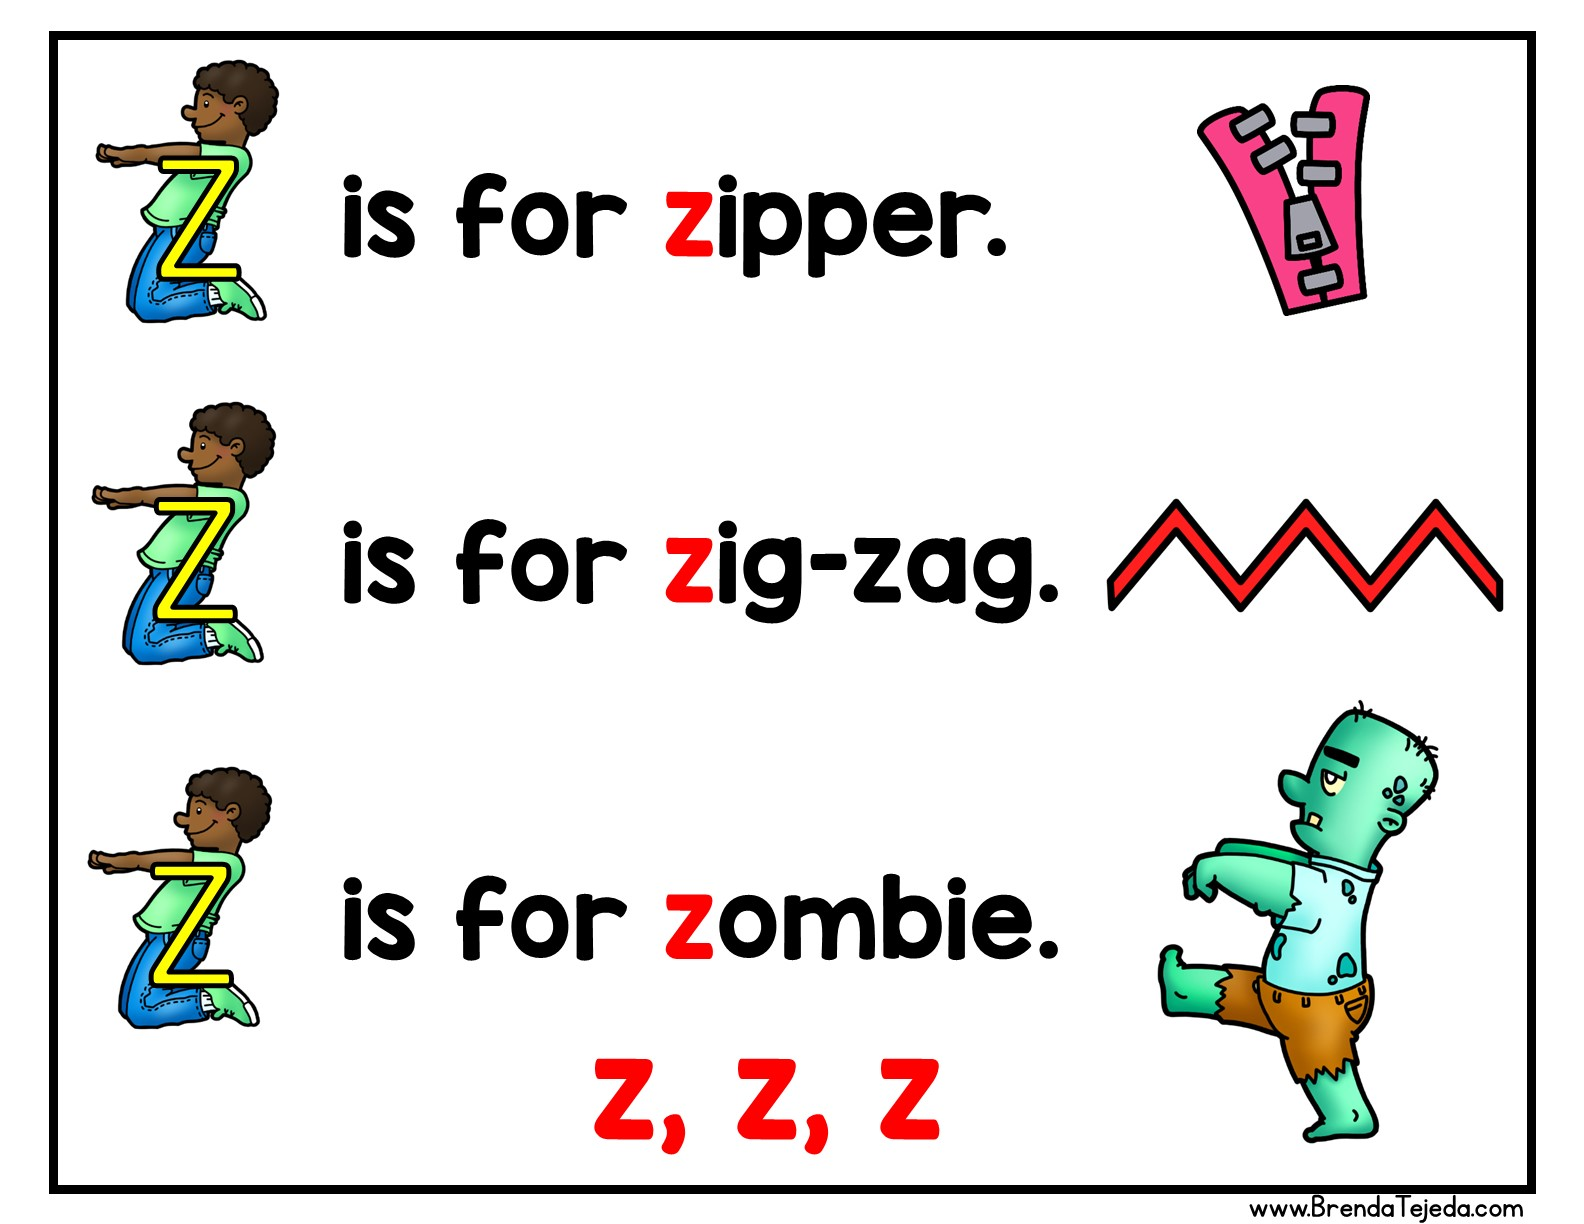 Z is for zipper.
Z is for zig-zag.
Z is for zombie.
z, z, z
www.BrendaTejeda.com